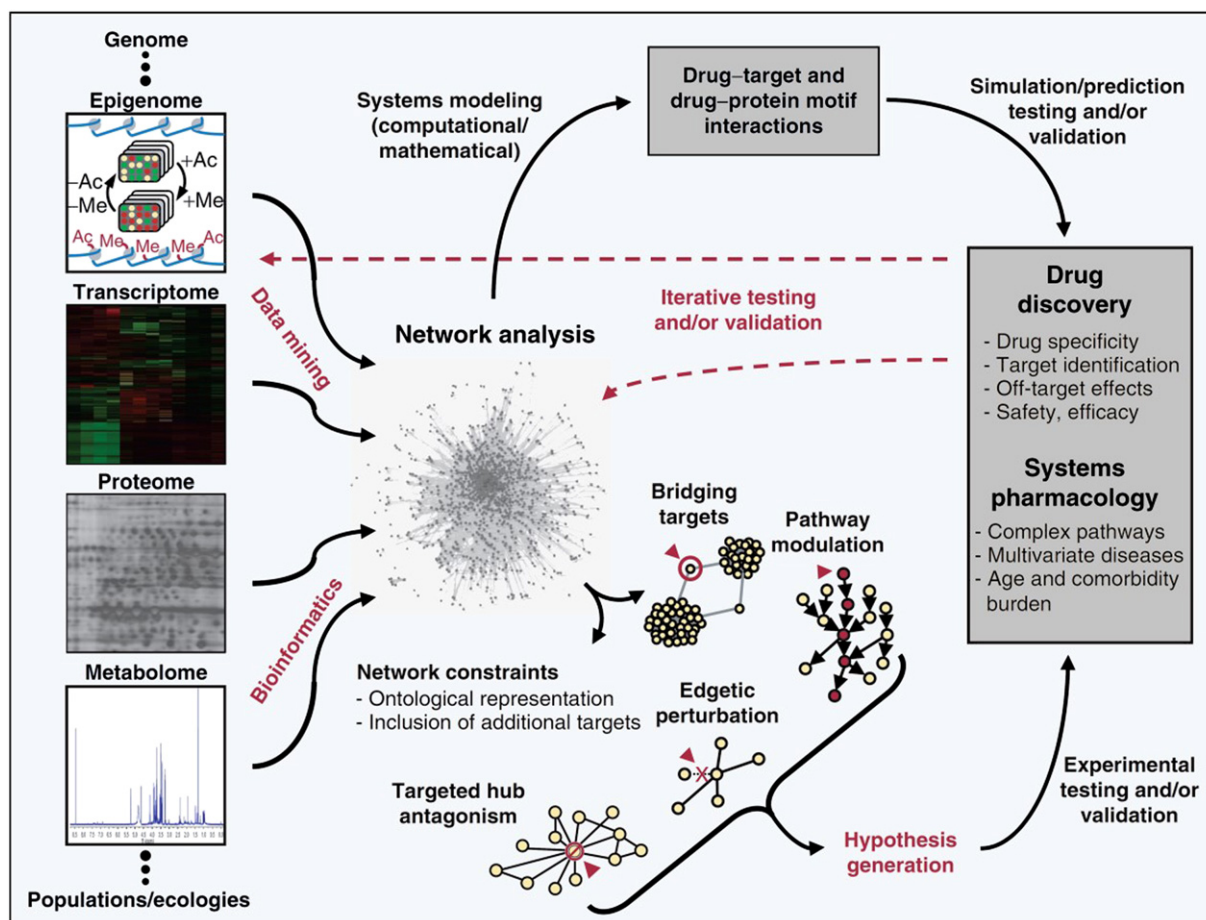 Genome
Epigenome
+Ac
–Ac
–Me
+Me
Ac
Me
Me
Me
Ac
Transcriptome
Proteome
Metabolome
Populations/ecologies
Data mining
Bioinformatics
Systems modeling
(computational/
mathematical)
Network analysis
Drug–target and
drug–protein motif
interactions
Simulation/prediction
testing and/or
validation
Iterative testing
and/or validation
Drug
discovery
- Drug specificity
- Target identification
- Off-target effects
- Safety, efficacy
Systems
pharmacology
- Complex pathways
- Multivariate diseases
- Age and comorbidity
burden
Bridging
targets
Pathway
modulation
Network constraints
- Ontological representation
- Inclusion of additional targets
Edgetic
perturbation
X
Targeted hub
antagonism
Hypothesis
generation
Experimental
testing and/or
validation